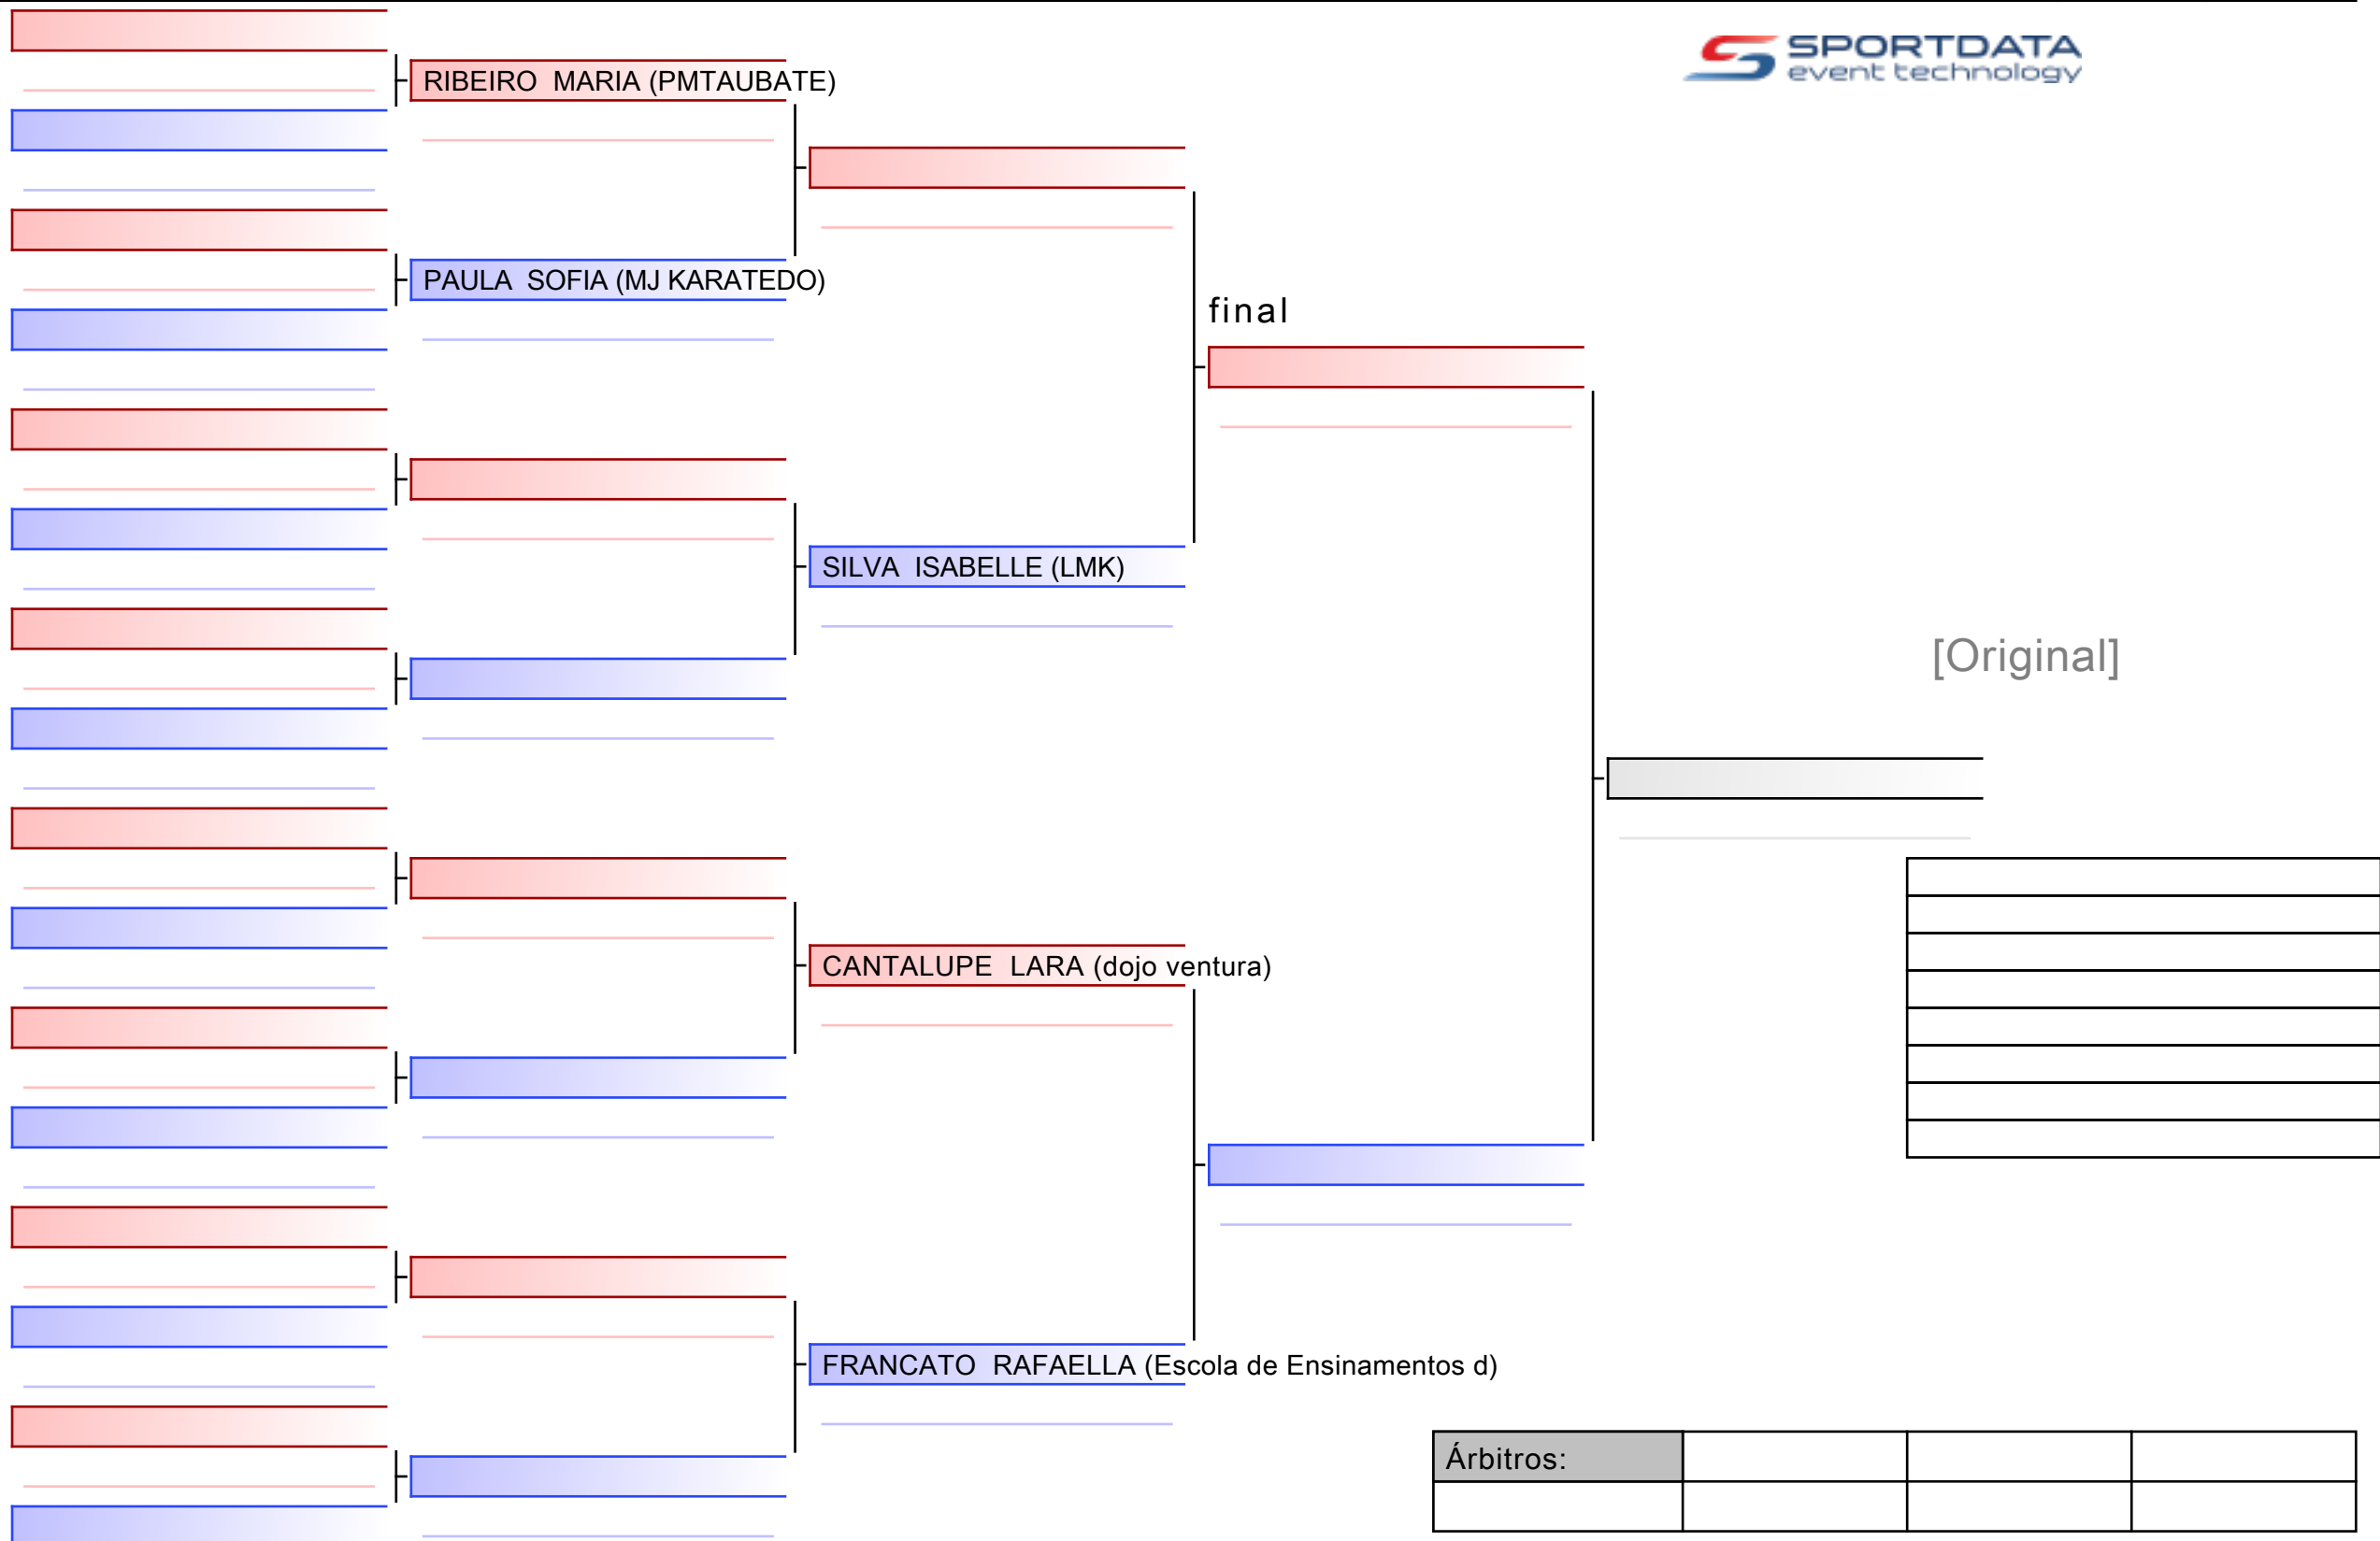 SPORTDATA
event technology
RIBEIRO  MARIA (PMTAUBATE)
PAULA  SOFIA (MJ KARATEDO)
final
SILVA  ISABELLE (LMK)
[Original]
CANTALUPE  LARA (dojo ventura)
FRANCATO  RAFAELLA (Escola de Ensinamentos d)
Árbitros: